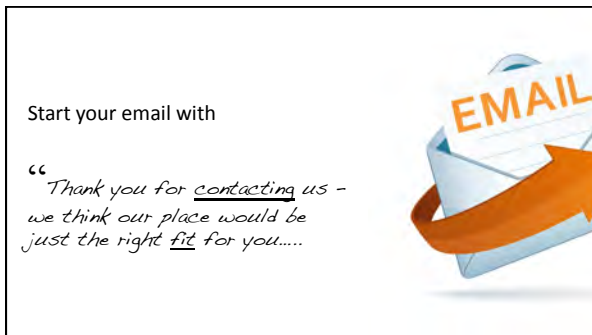 Start your email with
“Thank you for contacting us -
we think our place would be
just the right fit for you.....
EMAIL